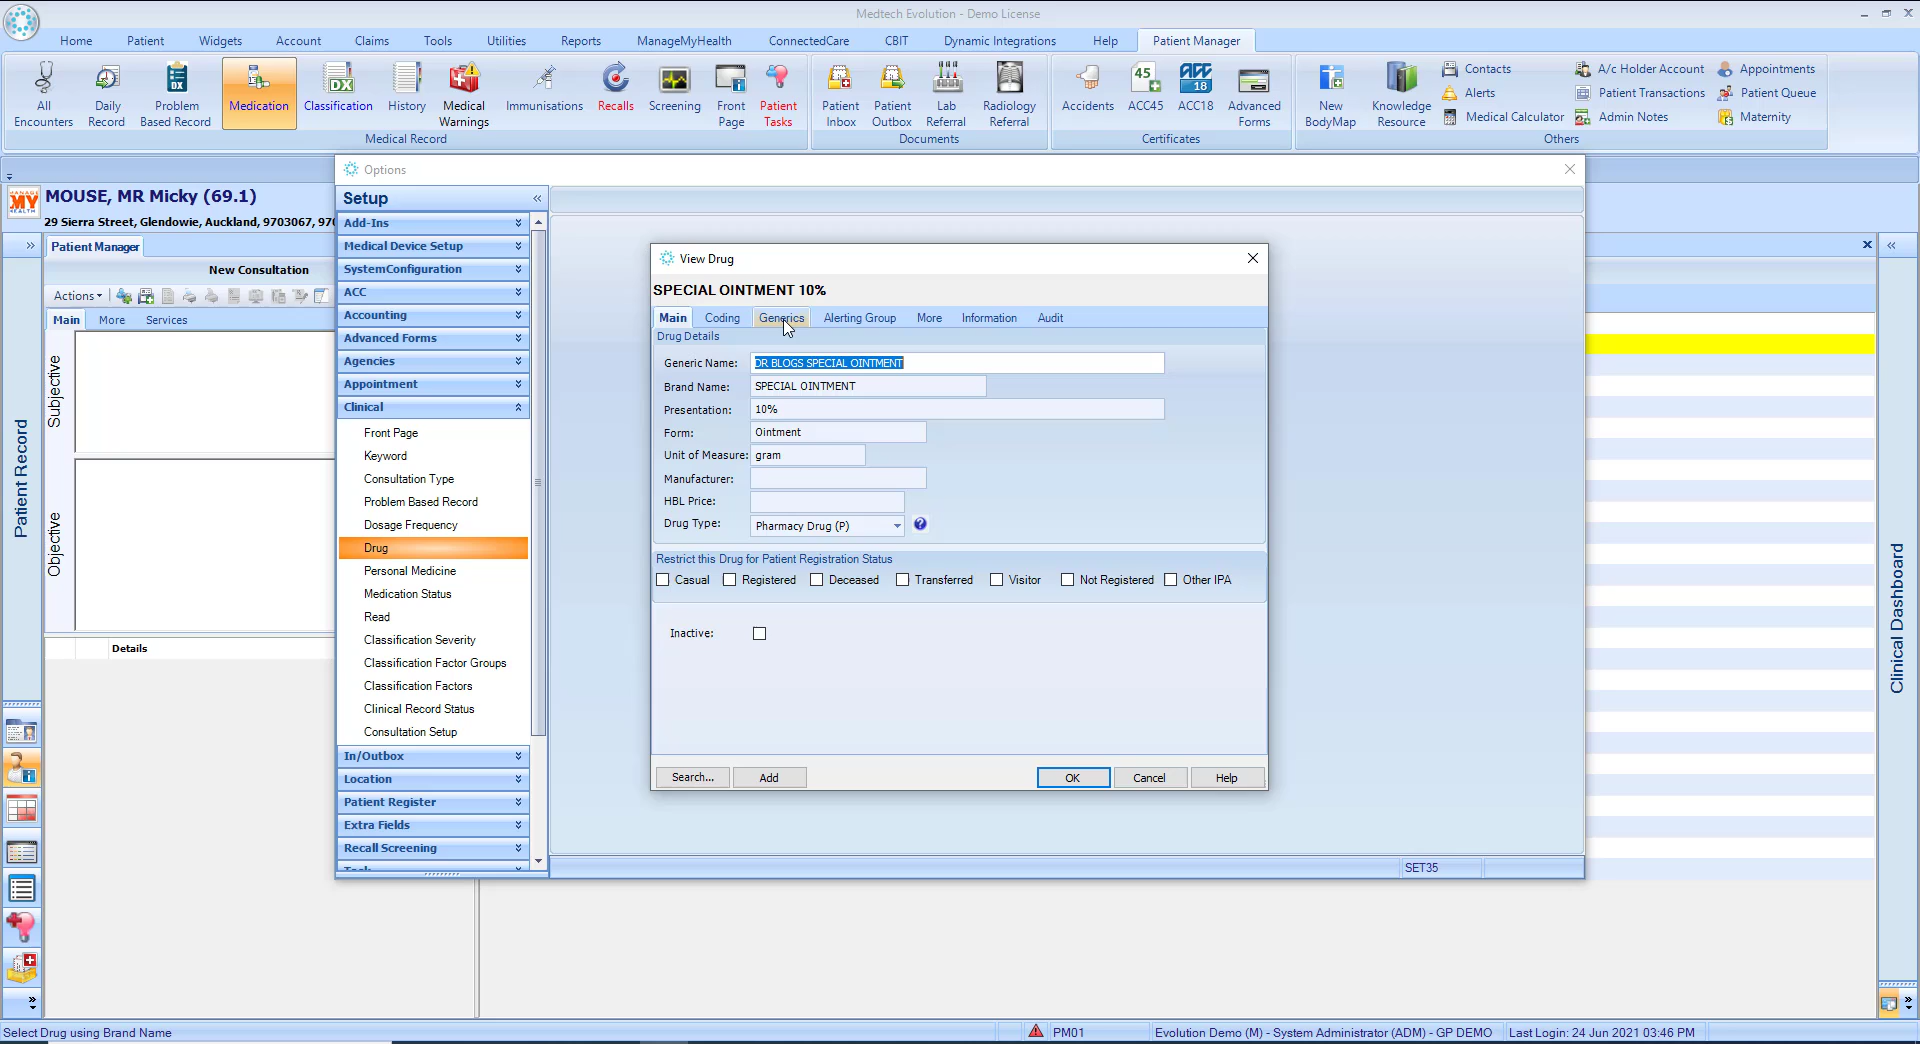 Medtech Evolution - Demo License
Home Patient Widgets Account Claims Tools Utilities Reports ManageMyHealth ConnectedCare CBIT Dynamic Integrations Help Patient Manager
All Encounters
Daily Record
Problem Based Record
Medication
DX
Classification
History
Medical Warnings
Immunisations
Recalls
Screening
Front Page
Patient Tasks
Medical Record
Patient Inbox
Patient Outbox
Lab Referral
Radiology Referral
Documents
Accidents
45
ACC45
ACC 18
ACC18
Advanced Forms
Certificates
New BodyMap
Knowledge Resource
Contacts
Alerts
Medical Calculator
A/c Holder Account
Patient Transactions
Admin Notes
Appointments
Patient Queue
Maternity
Others
MANAGE MY HEALTH
MOUSE, MR Micky (69.1)
29 Sierra Street, Glendowie, Auckland, 9703067, 970
Patient Manager
New Consultation
Actions
Main More Services
Subjective
Objective
Details
Patient Record
Options
Setup
Add-Ins
Medical Device Setup
SystemConfiguration
ACC
Accounting
Advanced Forms
Agencies
Appointment
Clinical
Front Page
Keyword
Consultation Type
Problem Based Record
Dosage Frequency
Drug
Personal Medicine
Medication Status
Read
Classification Severity
Classification Factor Groups
Classification Factors
Clinical Record Status
Consultation Setup
In/Outbox
Location
Patient Register
Extra Fields
Recall Screening
View Drug
SPECIAL OINTMENT 10%
Main Coding Generics Alerting Group More Information Audit
Drug Details
Generic Name: DR BLOGS SPECIAL OINTMENT
Brand Name: SPECIAL OINTMENT
Presentation: 10%
Form: Ointment
Unit of Measure: gram
Manufacturer:
HBL Price:
Drug Type: Pharmacy Drug (P)
Restrict this Drug for Patient Registration Status
Casual Registered Deceased Transferred Visitor Not Registered Other IPA
Inactive:
Search... Add OK Cancel Help
SET35
Clinical Dashboard
Select Drug using Brand Name
PM01
Evolution Demo (M) - System Administrator (ADM) - GP DEMO
Last Login: 24 Jun 2021 03:46 PM